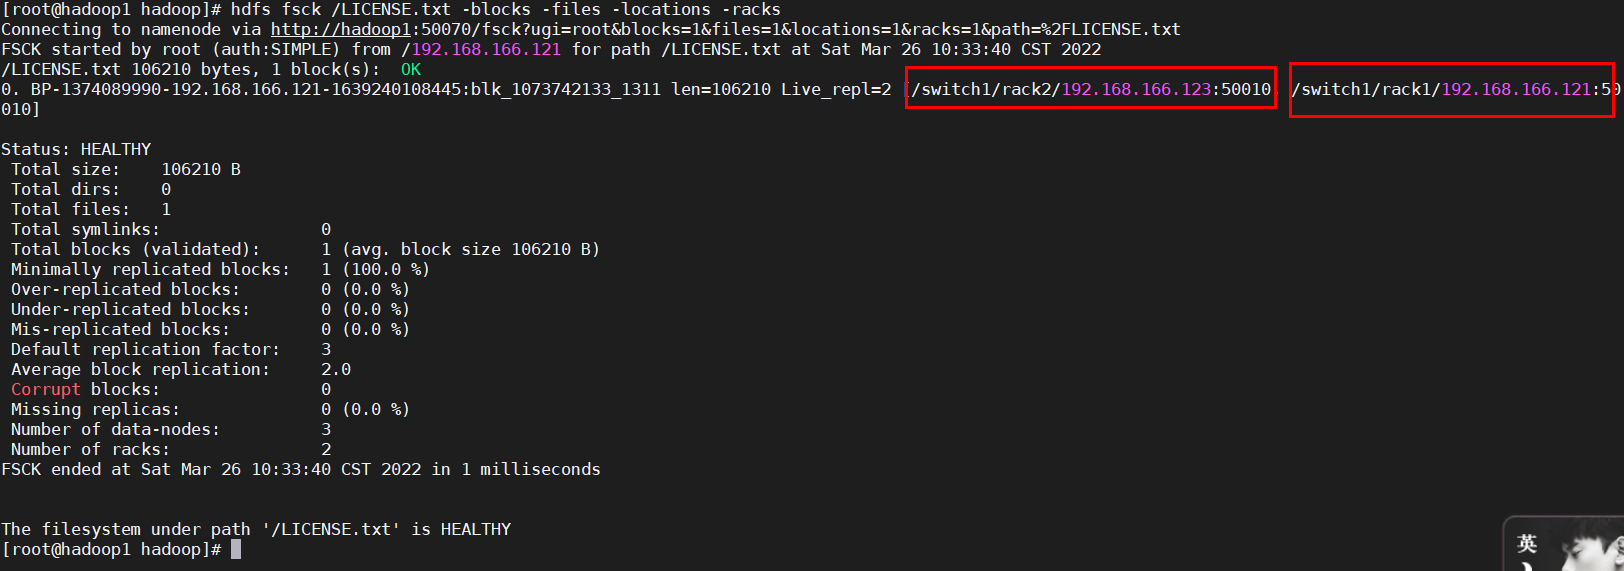 [root@hadoop1 hadoop]# hdfs fsck /LICENSE.txt -blocks -files -locations -racks
Connecting to namenode via http://hadoop1:50070/fsck?ugi=root&blocks=1&files=1&locations=1&racks=1&path=%2FLICENSE.txt
FSCK started by root (auth:SIMPLE) from /192.168.166.121 for path /LICENSE.txt at Sat Mar 26 10:33:40 CST 2022
/LICENSE.txt 106210 bytes, 1 block(s):  OK
0. BP-1374089990-192.168.166.121-1639240108445:blk_1073742133_1311 len=106210 Live_repl=2 [/switch1/rack2/192.168.166.123:50010, /switch1/rack1/192.168.166.121:50
010]
Status: HEALTHY
Total size:    106210 B
Total dirs:    0
Total files:   1
Total symlinks:                0
Total blocks (validated):      1 (avg. block size 106210 B)
Minimally replicated blocks:   1 (100.0 %)
Over-replicated blocks:        0 (0.0 %)
Under-replicated blocks:       0 (0.0 %)
Mis-replicated blocks:         0 (0.0 %)
Default replication factor:    3
Average block replication:     2.0
Corrupt blocks:                0
Missing replicas:              0 (0.0 %)
Number of data-nodes:          3
Number of racks:               2
FSCK ended at Sat Mar 26 10:33:40 CST 2022 in 1 milliseconds
The filesystem under path '/LICENSE.txt' is HEALTHY
[root@hadoop1 hadoop]#
英